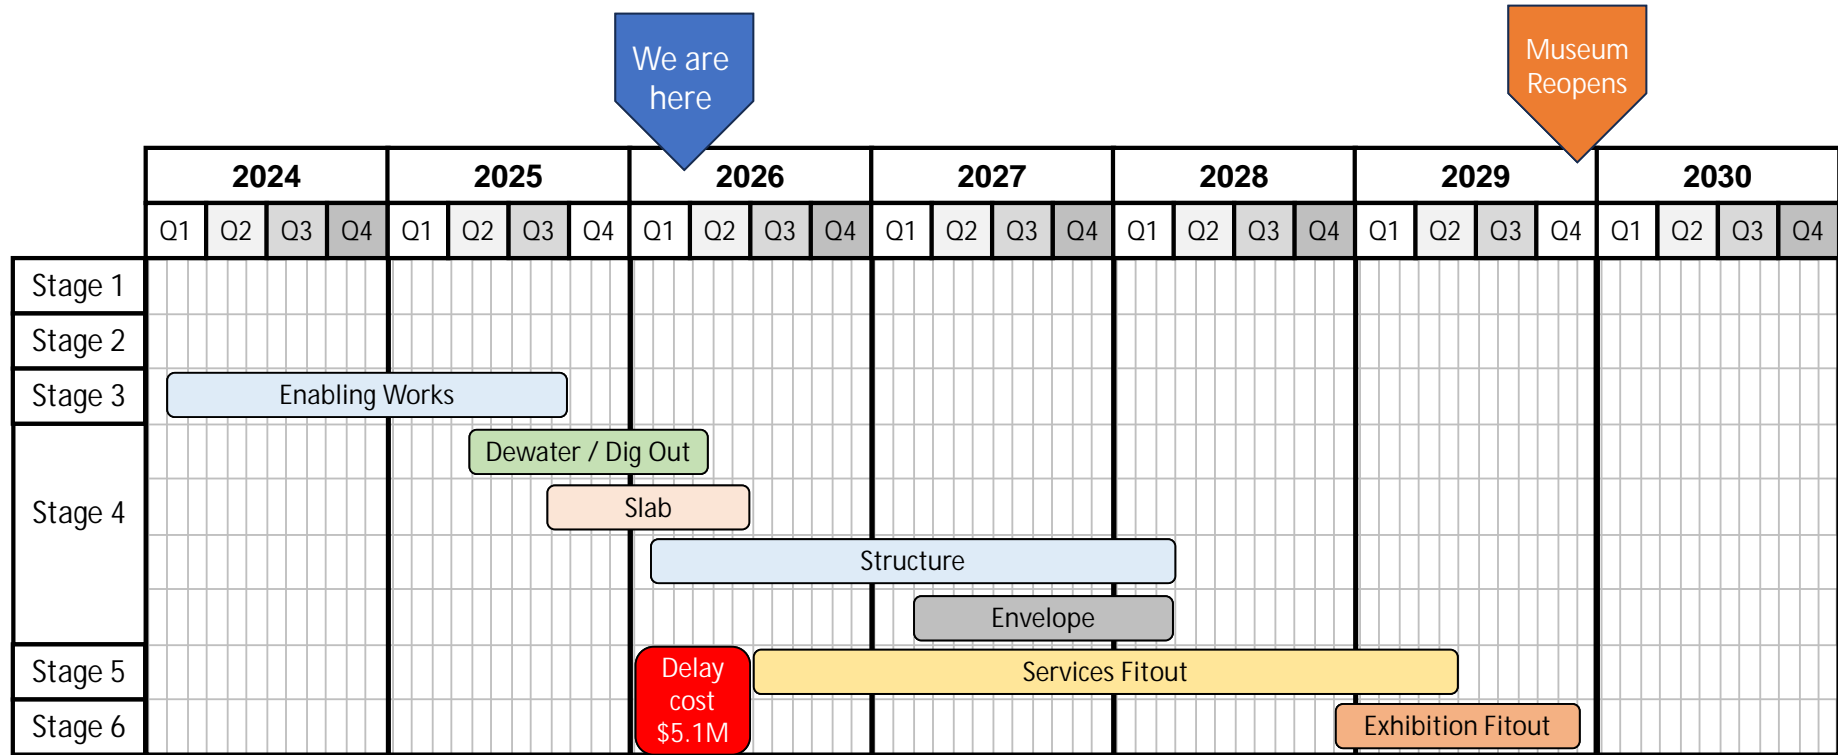 We are
here
Museum
Reopens
2024 2025 2026 2027 2028 2029 2030
Q1 Q2 Q3 Q4 Q1 Q2 Q3 Q4 Q1 Q2 Q3 Q4 Q1 Q2 Q3 Q4 Q1 Q2 Q3 Q4 Q1 Q2 Q3 Q4 Q1 Q2 Q3 Q4
Stage 1
Stage 2
Stage 3
Enabling Works
Stage 4
Dewater / Dig Out
Slab
Structure
Envelope
Stage 5
Delay
cost
$5.1M
Services Fitout
Stage 6
Exhibition Fitout